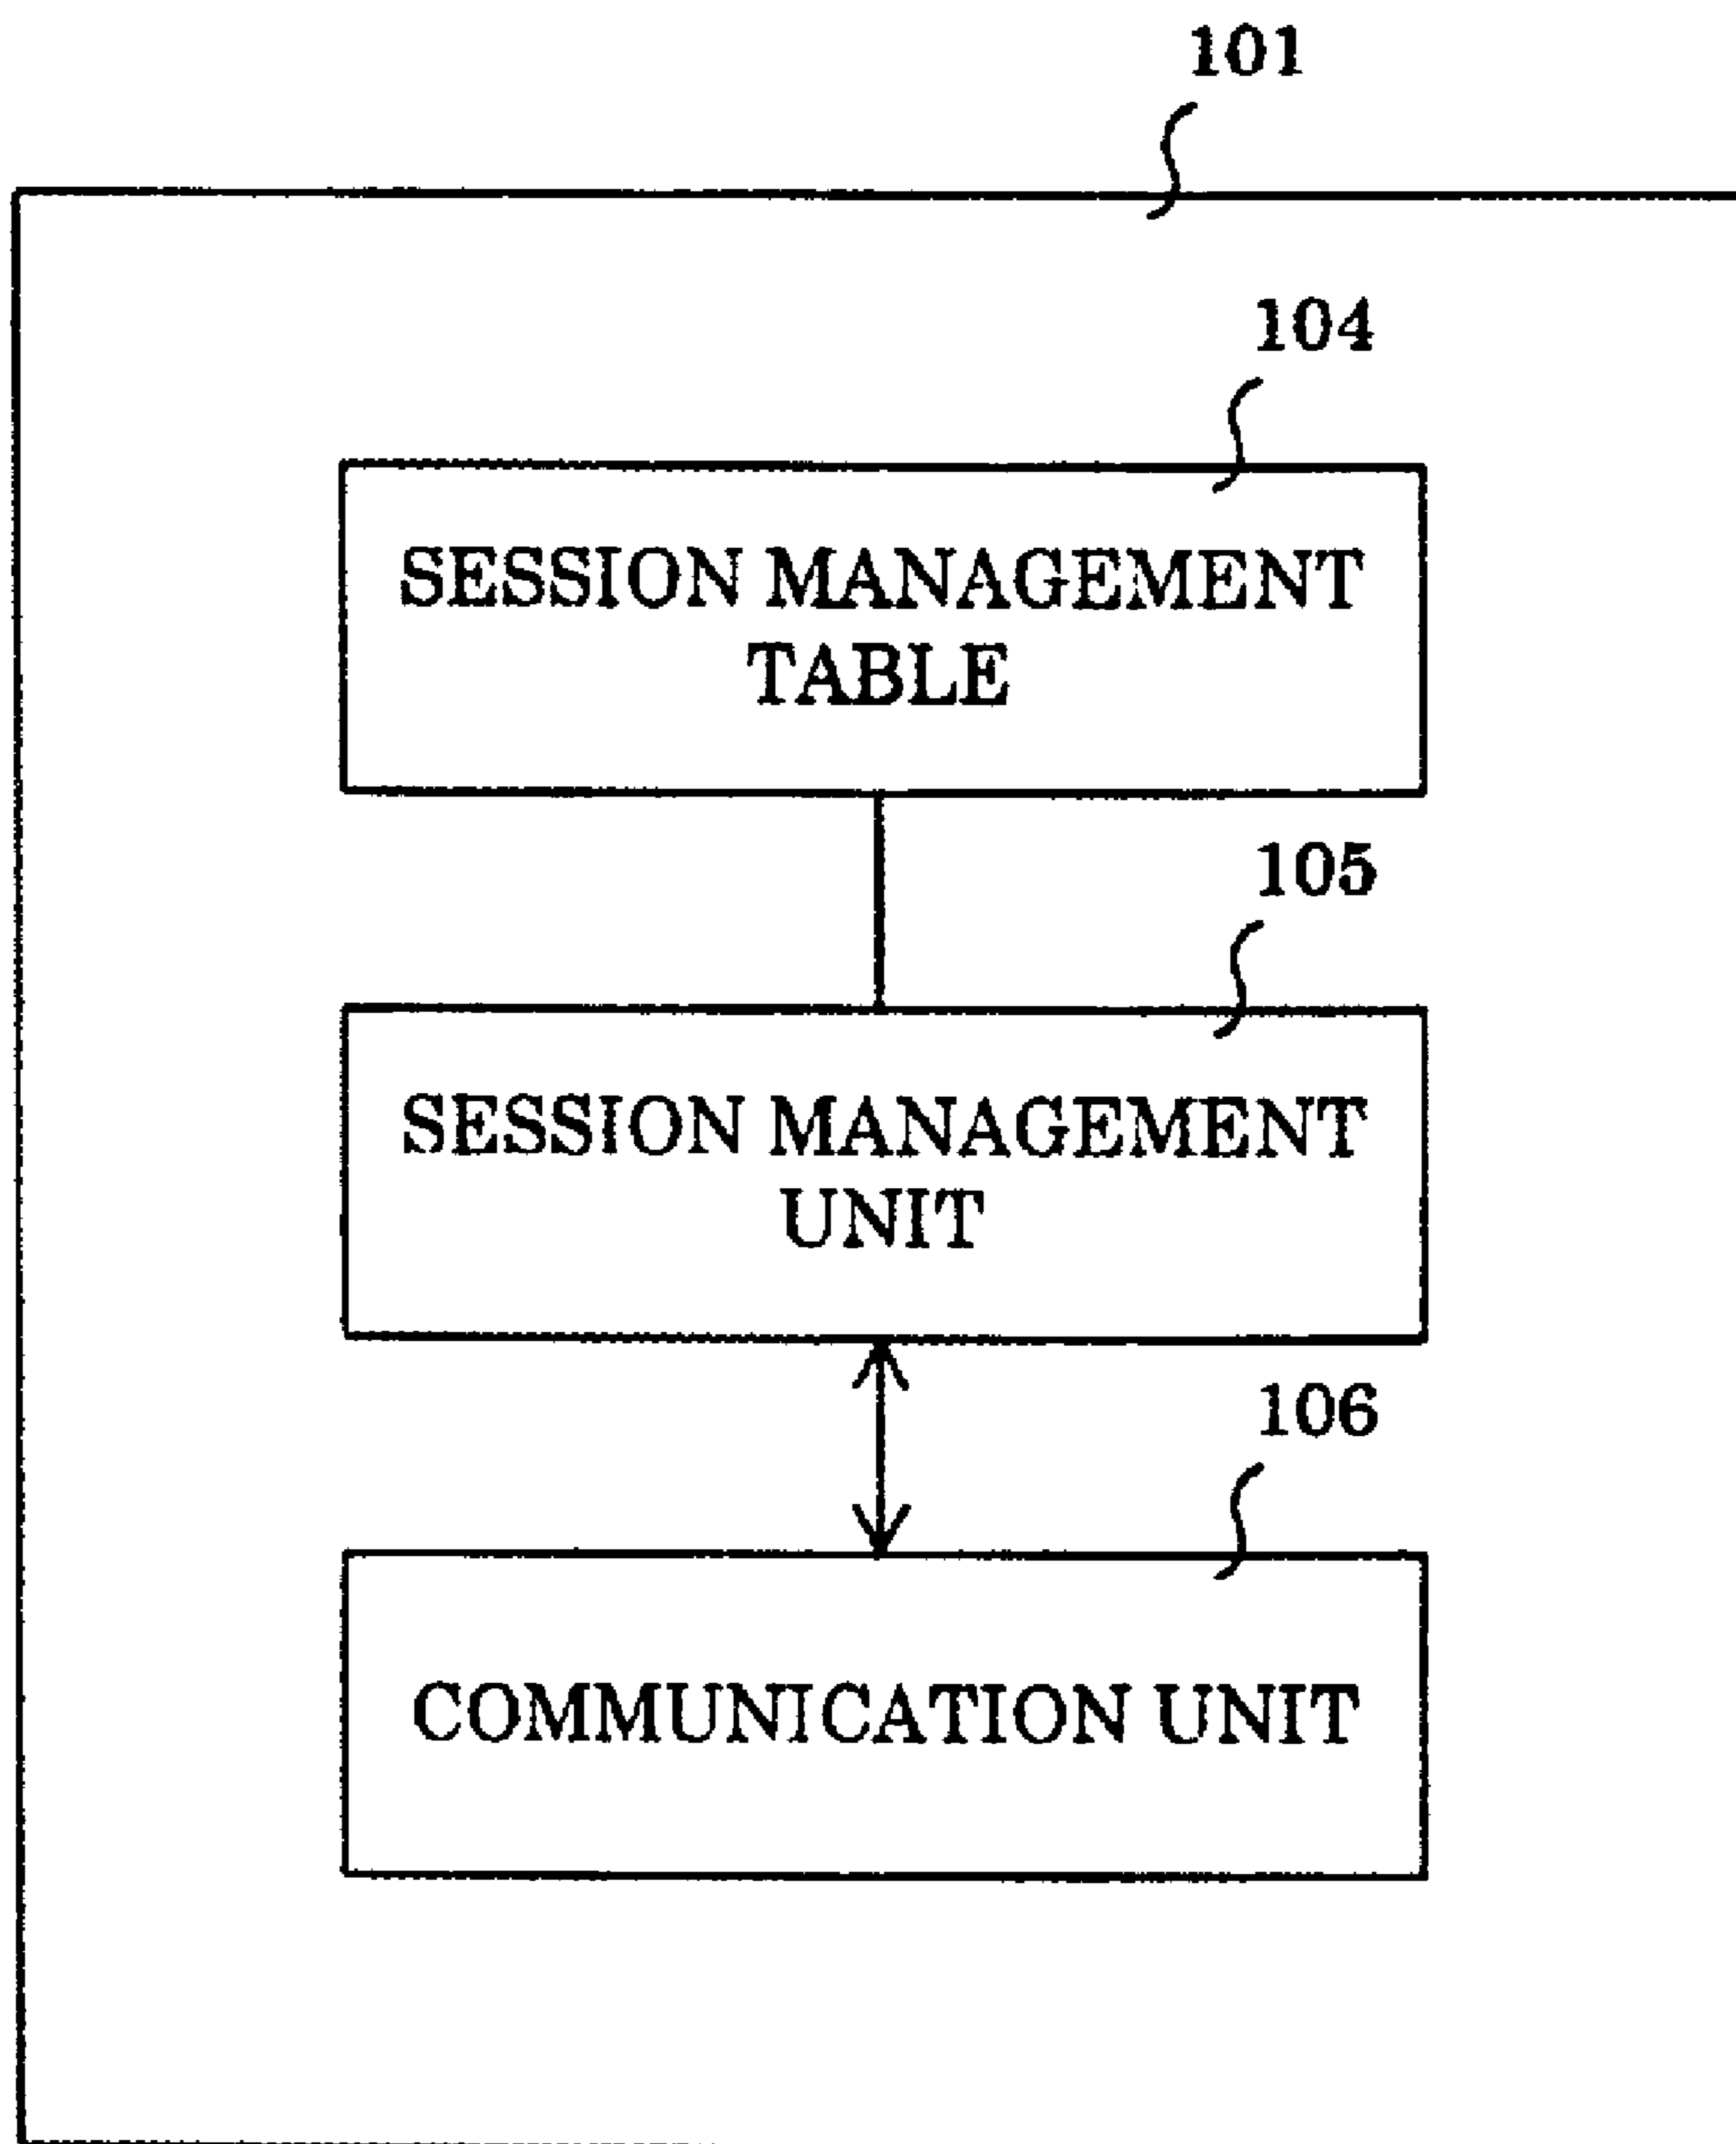 101
104
SESSION MANAGEMENT
TABLE
105
SESSION MANAGEMENT
UNIT
106
COMMUNICATION UNIT